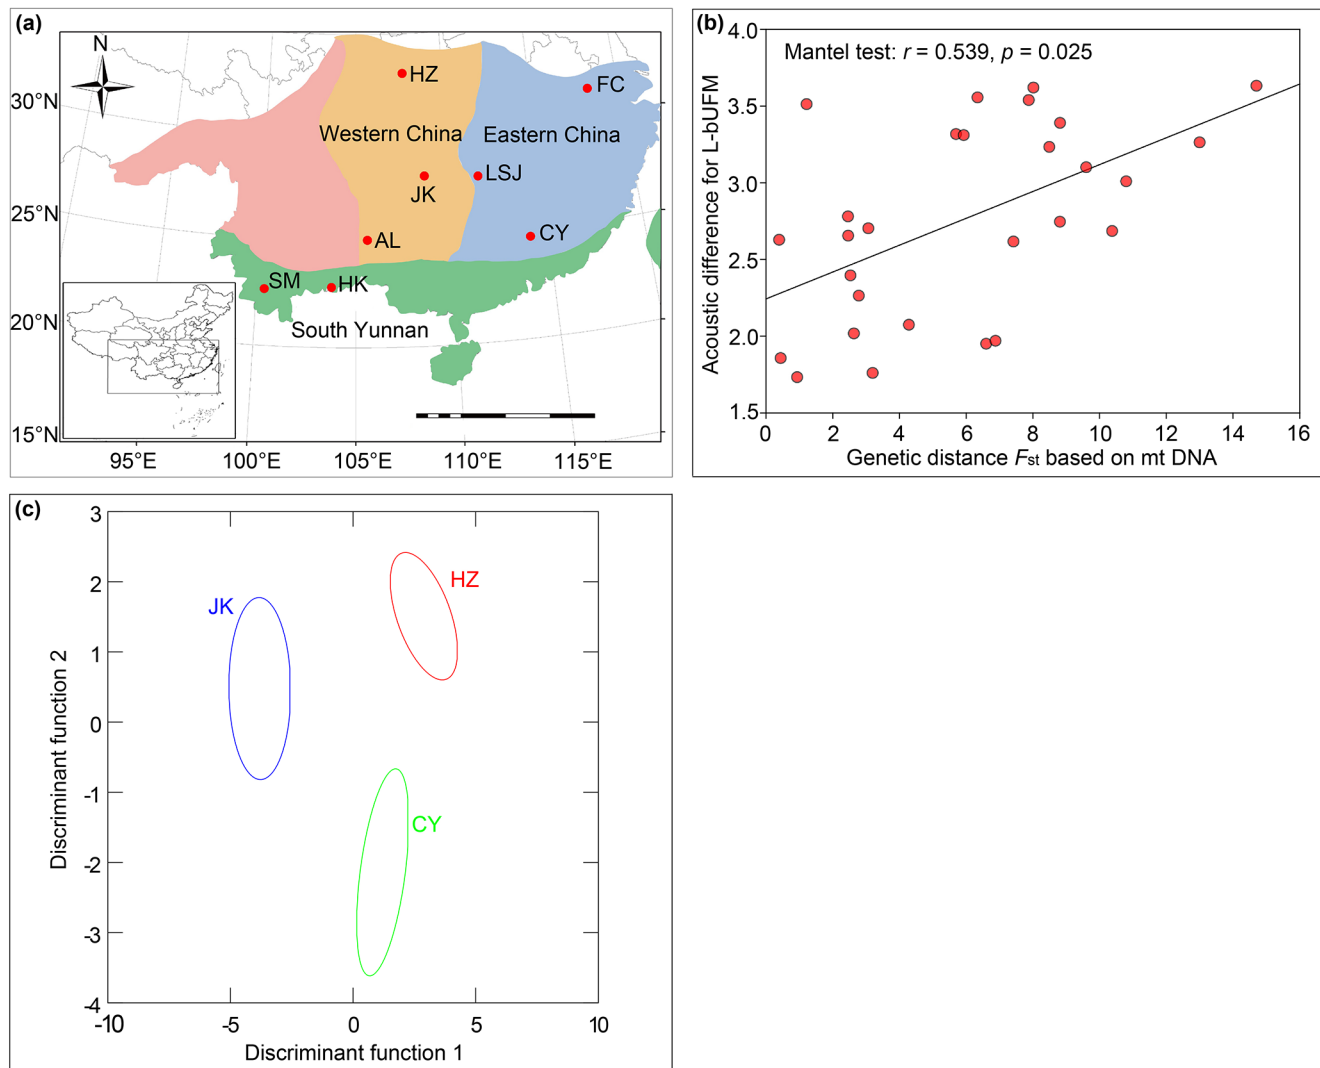 (a)
N
30°N
25°N
20°N
15°N
95°E
100°E
105°E
110°E
115°E
HZ
FC
Western China
Eastern China
LSJ
JK
AL
CY
SM
HK
South Yunnan
(b)
Mantel test: r = 0.539, p = 0.025
Acoustic difference for L-bUFM
4.0
3.5
3.0
2.5
2.0
1.5
0 2 4 6 8 10 12 14 16
Genetic distance Fst based on mt DNA
(c)
Discriminant function 2
3
2
1
0
-1
-2
-3
-4
JK
HZ
CY
-10 -5 0 5 10
Discriminant function 1